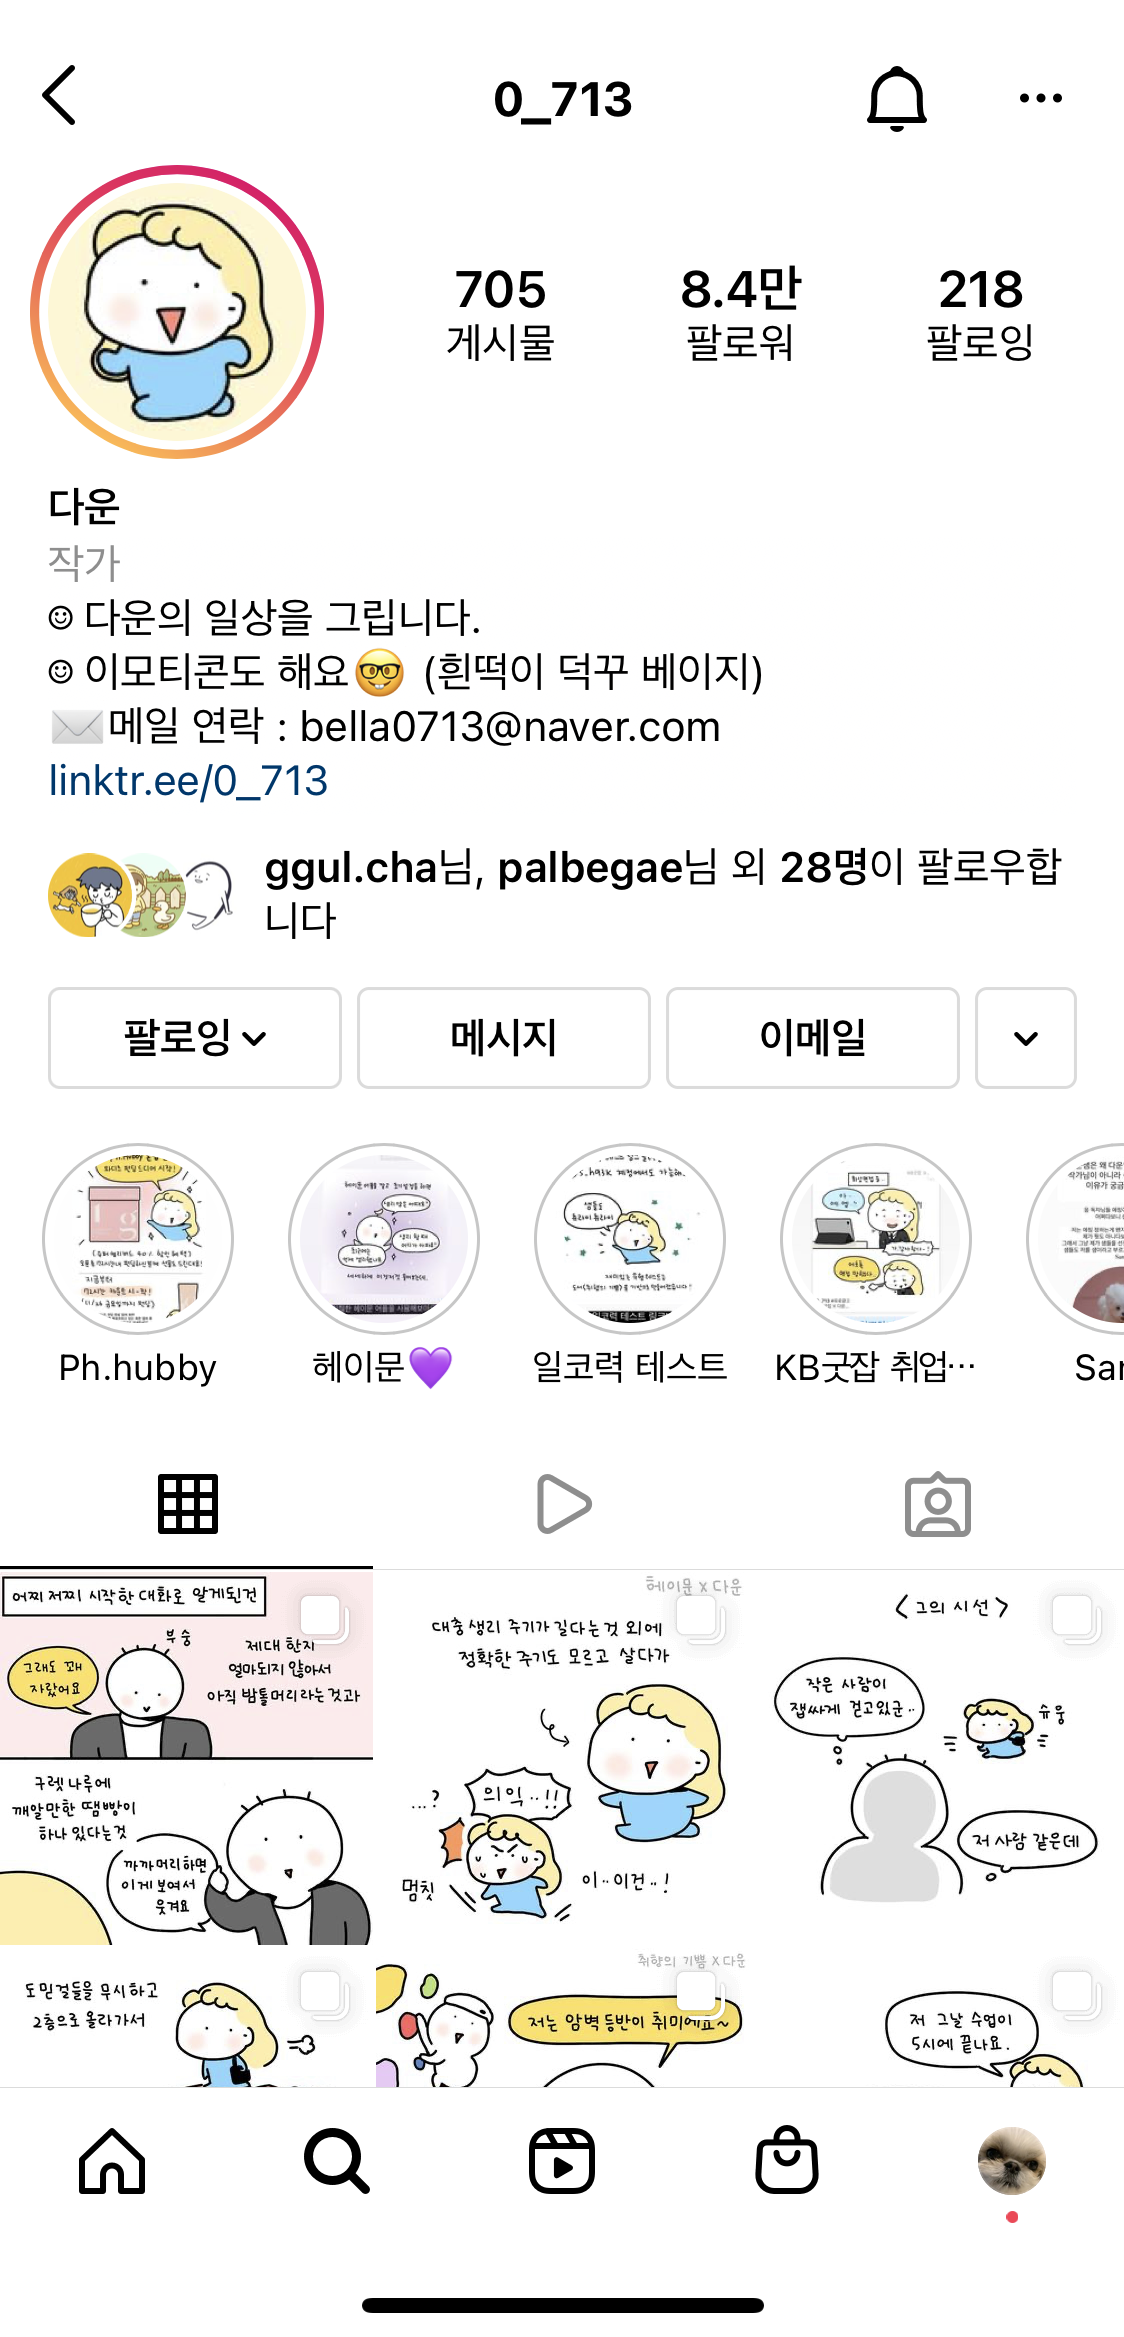 0_713
705
게시물
8.4만
팔로워
218
팔로잉
다운
작가
☺ 다운의 일상을 그립니다.
☺ 이모티콘도 해요🤓 (흰떡이 덕꾸 베이지)
✉️메일 연락 : bella0713@naver.com
linktr.ee/0_713
ggul.cha님, palbegae님 외 28명이 팔로우합
니다
팔로잉
메시지
이메일
Ph.hubby
헤이문💜
일코력 테스트
KB굿잡 취업…
San
어찌저찌 시작한 대화로 알게된건
부숭
그래도 꽤
자랐어요
제대 한지
얼마되지 않아서
아직 밤톨머리라는것과
구렛나루에
깨알만한 땜빵이
하나 있다는것
까까머리하면
이게 보여서
웃겨요
헤이문 X 다운
대충 생리 주기가 길다는것 외에
정확한 주기도 모르고 살다가
...?
의익..!!
멈칫
이..이건..!
<그의 시선>
작은 사람이
잽싸게 걷고있군..
슈뭉
저 사람 같은데
도민걸들을 무시하고
2층으로 올라가서
취향의 기쁨 X 다운
저는 암벽등반이 취미에요~
저 그날 수업이
5시에 끝나요.